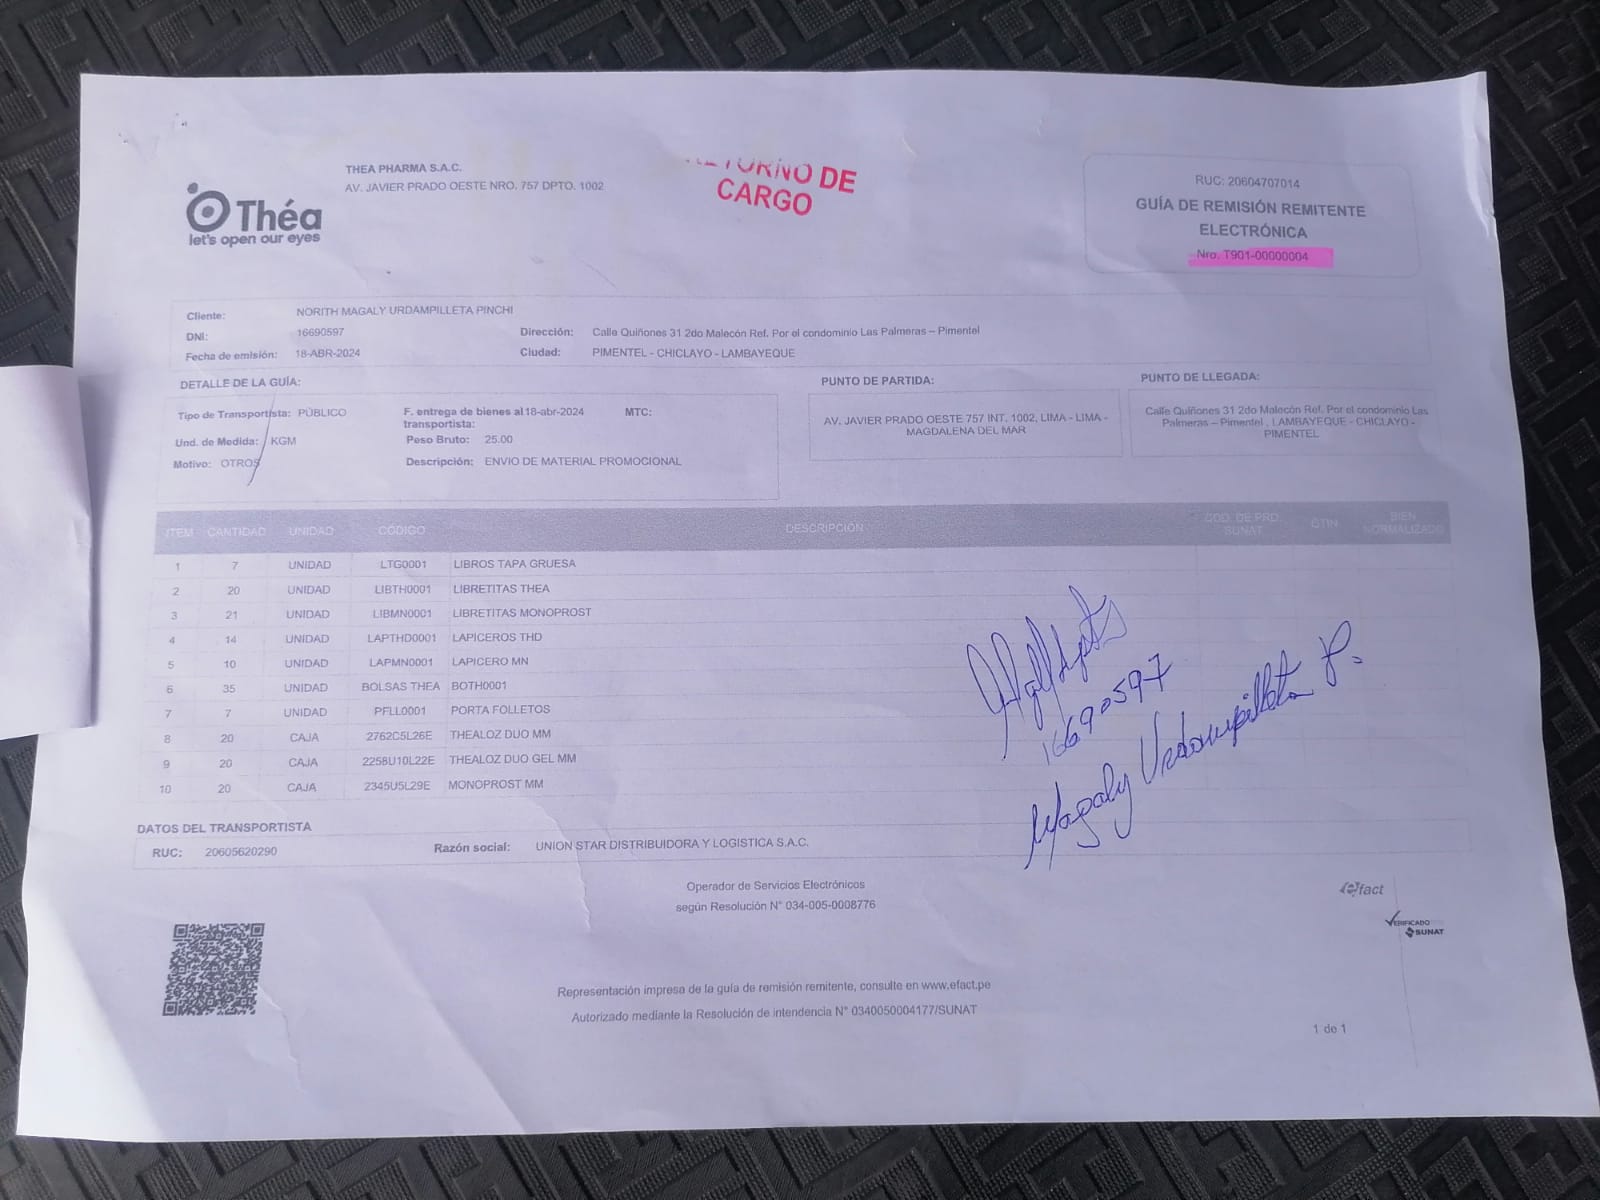 Théa
let's open our eyes
THEA PHARMA S.A.C.
AV. JAVIER PRADO OESTE NRO. 757 DPTO. 1002
RETORNO DE
CARGO
RUC: 20604707014
GUÍA DE REMISIÓN REMITENTE
ELECTRÓNICA
Nro. T901-00000004
Cliente: NORITH MAGALY URDAMPILLETA PINCHI
DNI: 16690597 Dirección: Calle Quiñones 31 2do Malecón Ref. Por el condominio Las Palmeras – Pimentel
Fecha de emisión: 18-ABR-2024 Ciudad: PIMENTEL - CHICLAYO - LAMBAYEQUE
DETALLE DE LA GUÍA:
Tipo de Transportista: PÚBLICO F. entrega de bienes al 18-abr-2024 MTC:
transportista:
Und. de Medida: KGM Peso Bruto: 25.00
Motivo: OTROS Descripción: ENVIO DE MATERIAL PROMOCIONAL
PUNTO DE PARTIDA:
AV. JAVIER PRADO OESTE 757 INT. 1002, LIMA - LIMA -
MAGDALENA DEL MAR
PUNTO DE LLEGADA:
Calle Quiñones 31 2do Malecón Ref. Por el condominio Las
Palmeras – Pimentel , LAMBAYEQUE - CHICLAYO -
PIMENTEL
ITEM CANTIDAD UNIDAD CÓDIGO DESCRIPCIÓN COD. DE PRD. SUNAT GTIN BIEN NORMALIZADO
1 7 UNIDAD LTG0001 LIBROS TAPA GRUESA
2 20 UNIDAD LIBTH0001 LIBRETITAS THEA
3 21 UNIDAD LIBMN0001 LIBRETITAS MONOPROST
4 14 UNIDAD LAPTHD0001 LAPICEROS THD
5 10 UNIDAD LAPMN0001 LAPICERO MN
6 35 UNIDAD BOLSAS THEA BOTH0001
7 7 UNIDAD PFLL0001 PORTA FOLLETOS
8 20 CAJA 2762C5L26E THEALOZ DUO MM
9 20 CAJA 2258U10L22E THEALOZ DUO GEL MM
10 20 CAJA 2345U5L29E MONOPROST MM
16690597
Magaly Urdampilleta P.
DATOS DEL TRANSPORTISTA
RUC: 20605620290 Razón social: UNION STAR DISTRIBUIDORA Y LOGISTICA S.A.C.
Operador de Servicios Electrónicos
según Resolución N° 034-005-0008776
efact
VERIFICADO
SUNAT
Representación impresa de la guía de remisión remitente, consulte en www.efact.pe
Autorizado mediante la Resolución de intendencia N° 0340050004177/SUNAT
1 de 1